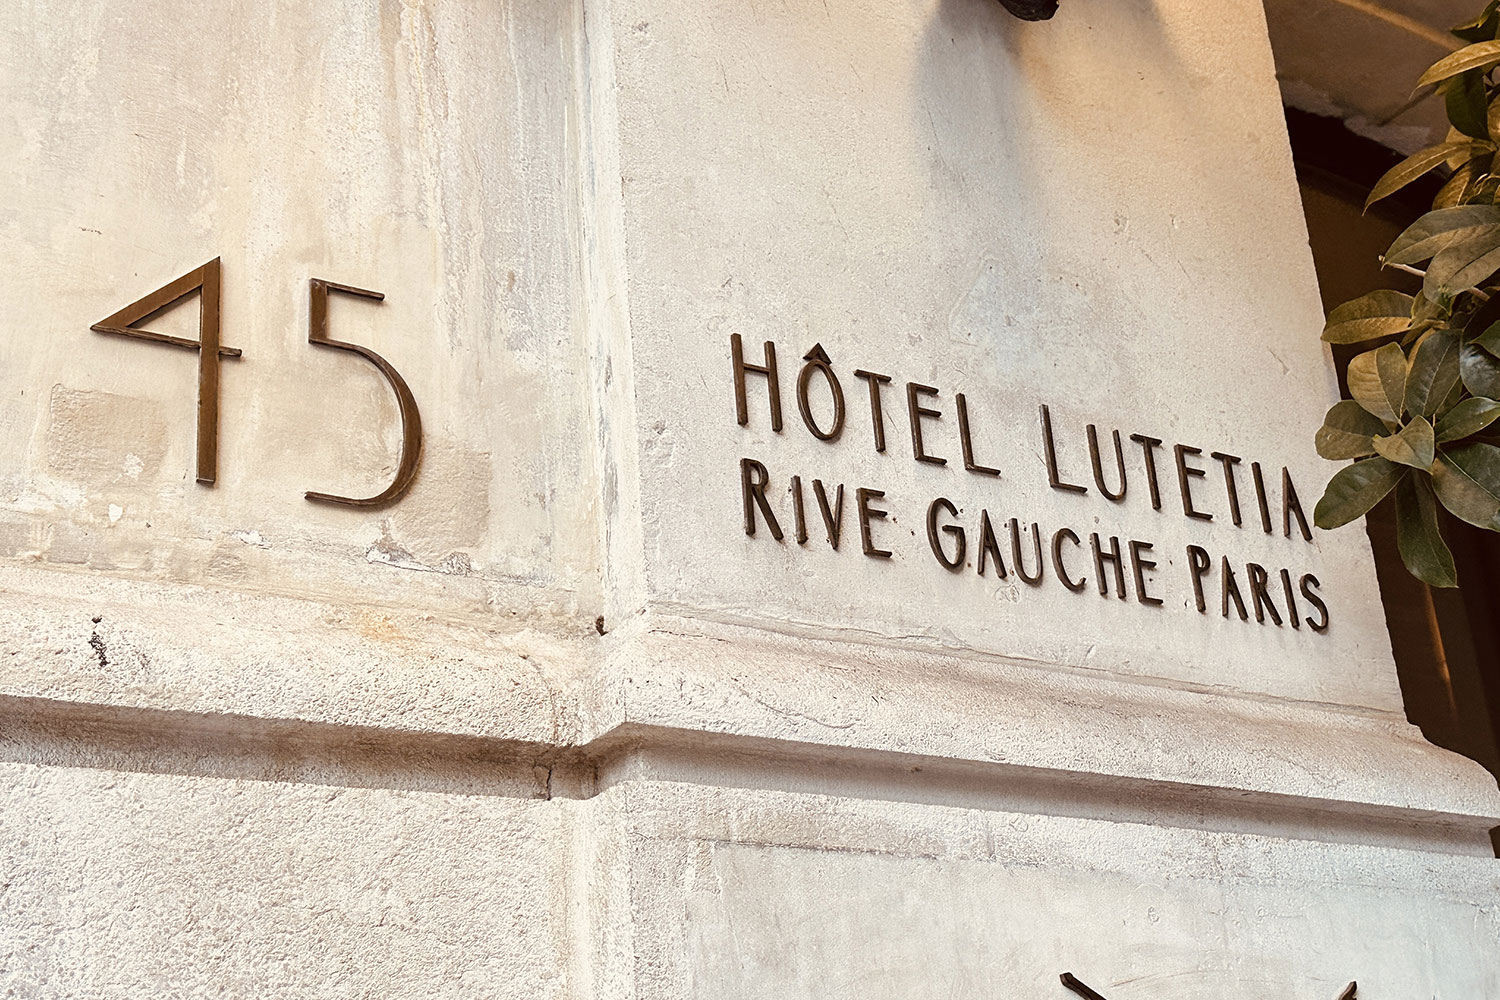 45
HÔTEL LUTETIA
RIVE GAUCHE PARIS